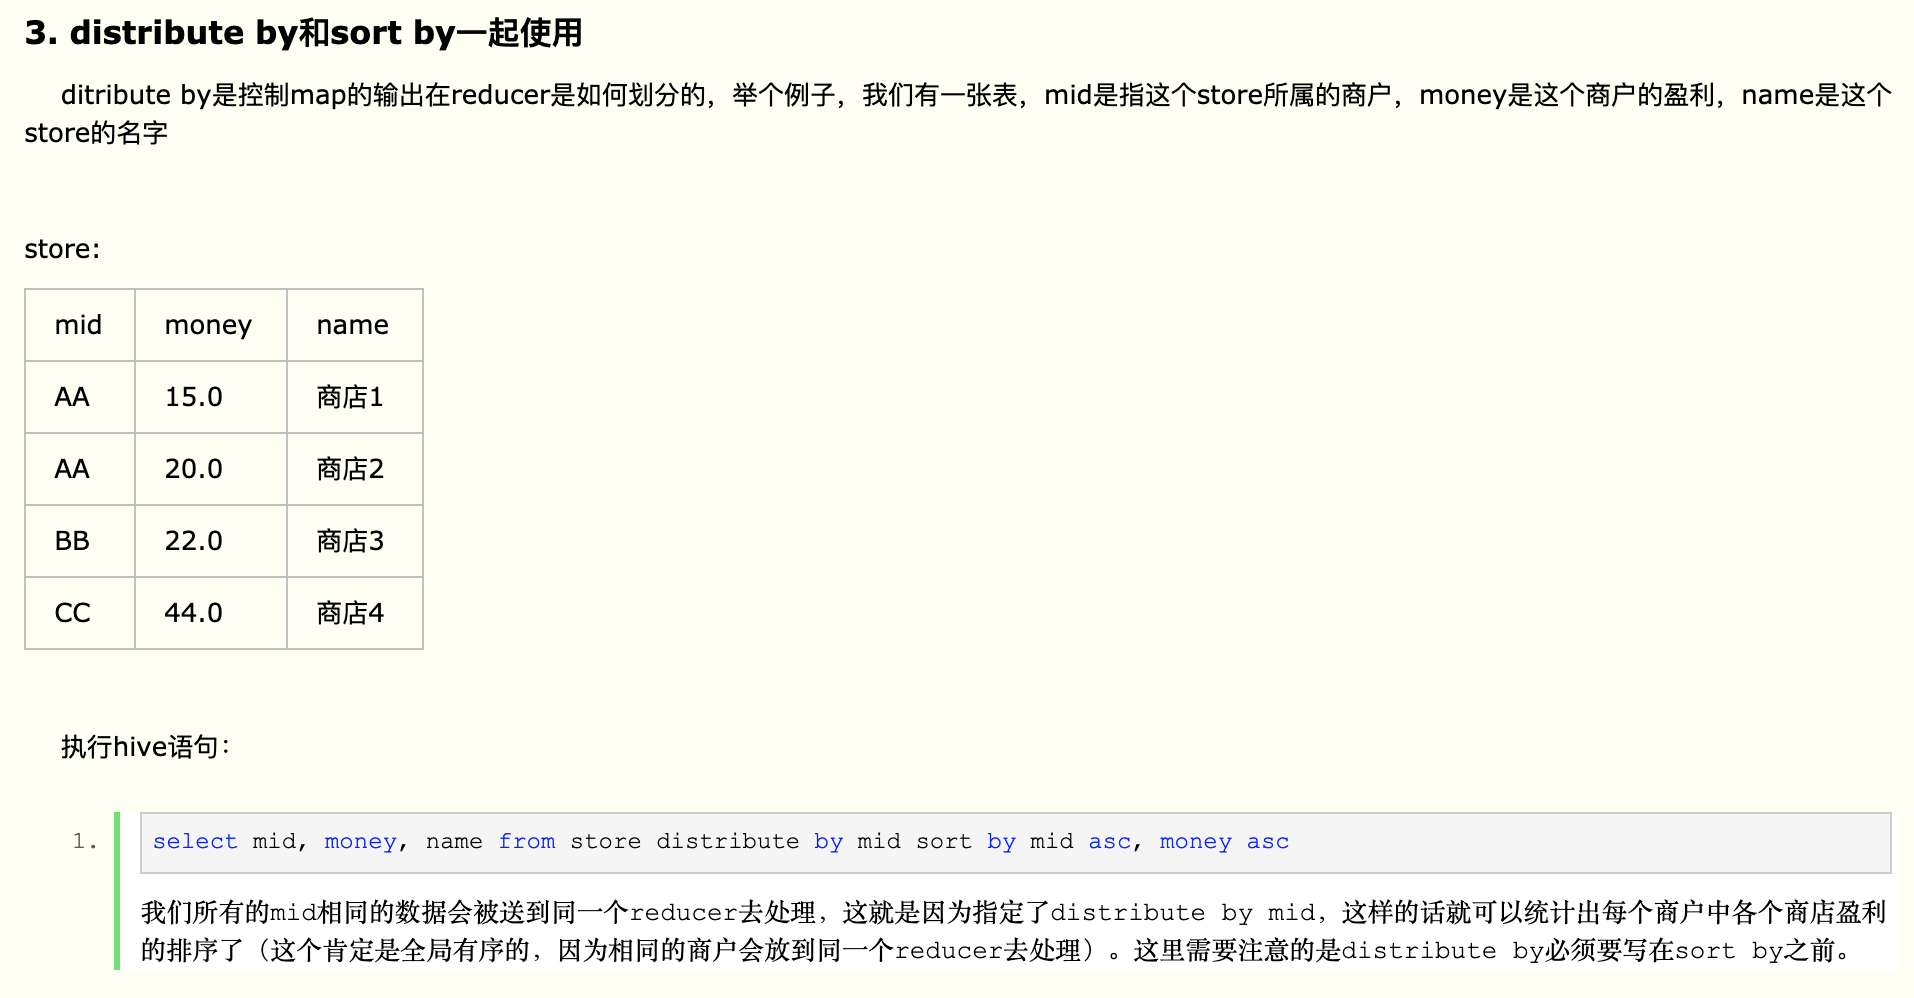 3. distribute by和sort by一起使用
ditribute by是控制map的输出在reducer是如何划分的，举个例子，我们有一张表，mid是指这个store所属的商户，money是这个商户的盈利，name是这个
store的名字
store:
mid money name
AA 15.0 商店1
AA 20.0 商店2
BB 22.0 商店3
CC 44.0 商店4
执行hive语句：
1. select mid, money, name from store distribute by mid sort by mid asc, money asc
我们所有的mid相同的数据会被送到同一个reducer去处理，这就是因为指定了distribute by mid，这样的话就可以统计出每个商户中各个商店盈利
的排序了（这个肯定是全局有序的，因为相同的商户会放到同一个reducer去处理）。这里需要注意的是distribute by必须要写在sort by之前。